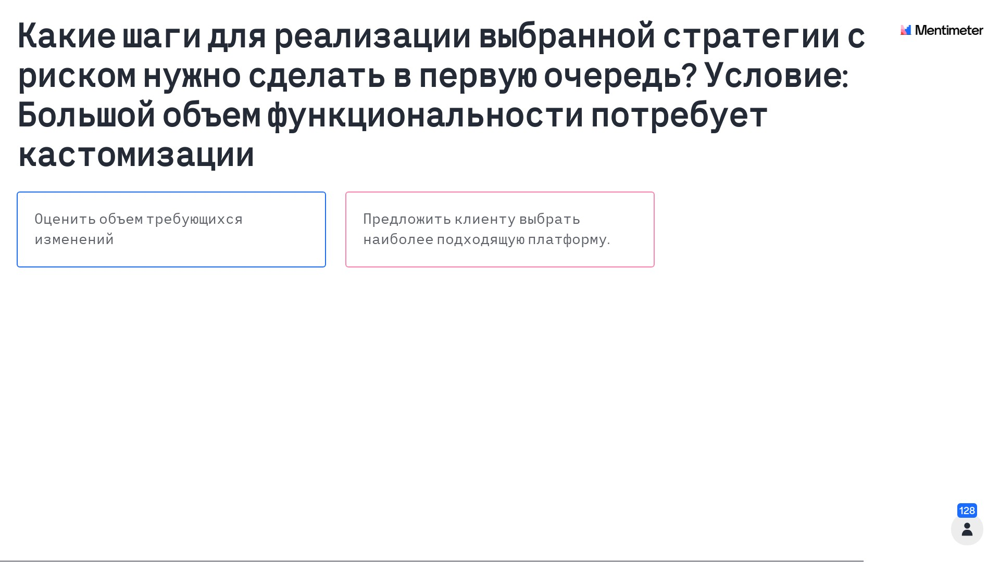 Какие шаги для реализации выбранной стратегии с
риском нужно сделать в первую очередь? Условие:
Большой объем функциональности потребует
кастомизации
Mentimeter
Оценить объем требующихся
изменений
Предложить клиенту выбрать
наиболее подходящую платформу.
128